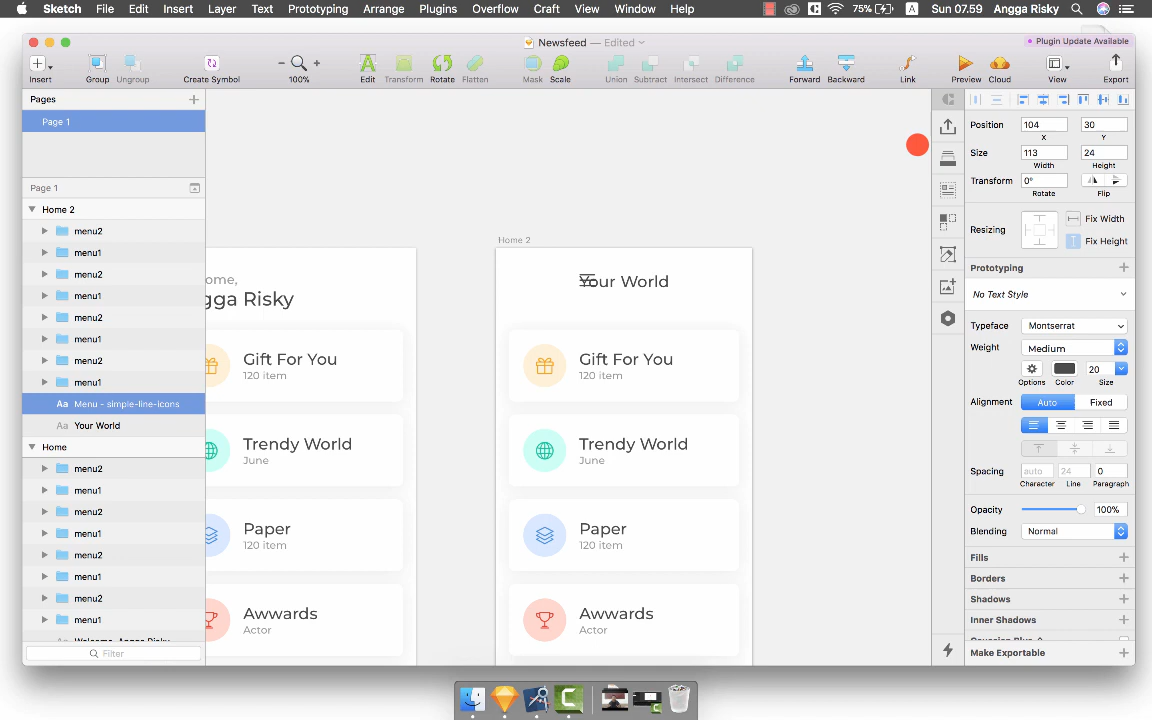 Sketch File Edit Insert Layer Text Prototyping Arrange Plugins Overflow Craft View Window Help 75% A Sun 07.59 Angga Risky
Newsfeed — Edited
Plugin Update Available
Insert Group Ungroup Create Symbol 100% Edit Transform Rotate Flatten Mask Scale Union Subtract Intersect Difference Forward Backward Link Preview Cloud View Export
Pages
Page 1
Page 1
Home 2
menu2
menu1
menu2
menu1
menu2
menu1
menu2
menu1
Aa Menu - simple-line-icons
Aa Your World
Home
menu2
menu1
menu2
menu1
menu2
menu1
menu2
menu1
Aa Welcome, Angga Risky
Filter
ome,
gga Risky
Gift For You
120 item
Trendy World
June
Paper
120 item
Awwards
Actor
Home 2
Your World
Gift For You
120 item
Trendy World
June
Paper
120 item
Awwards
Actor
Position 104 30
X Y
Size 113 24
Width Height
Transform 0°
Rotate Flip
Resizing Fix Width
Fix Height
Prototyping
No Text Style
Typeface Montserrat
Weight Medium
20
Options Color Size
Alignment Auto Fixed
Spacing auto 24 0
Character Line Paragraph
Opacity 100%
Blending Normal
Fills
Borders
Shadows
Inner Shadows
Make Exportable